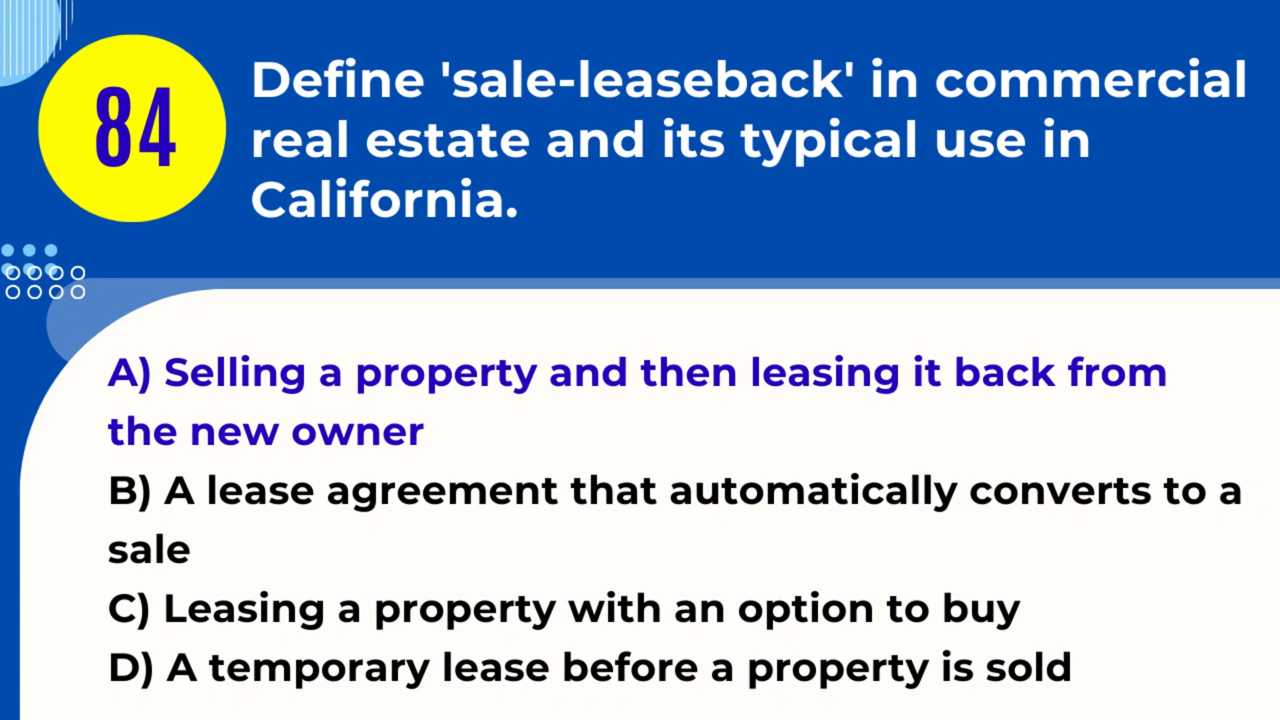 84
Define 'sale-leaseback' in commercial
real estate and its typical use in
California.
A) Selling a property and then leasing it back from
the new owner
B) A lease agreement that automatically converts to a
sale
C) Leasing a property with an option to buy
D) A temporary lease before a property is sold